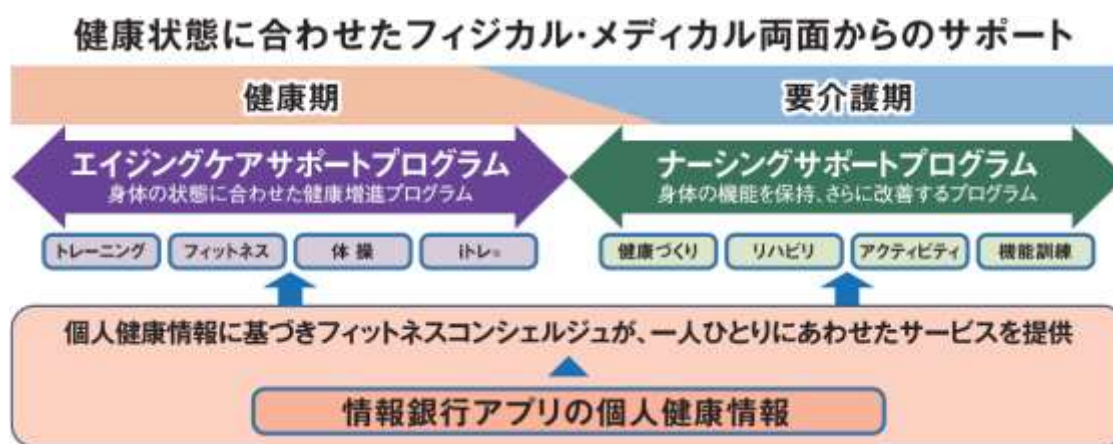 健康状態に合わせたフィジカル・メディカル両面からのサポート
健康期
要介護期
エイジングケアサポートプログラム
身体の状態に合わせた健康増進プログラム
ナーシングサポートプログラム
身体の機能を保持、さらに改善するプログラム
トレーニング
フィットネス
体操
iトレ®
健康づくり
リハビリ
アクティビティ
機能訓練
個人健康情報に基づきフィットネスコンシェルジュが、一人ひとりにあわせたサービスを提供
情報銀行アプリの個人健康情報